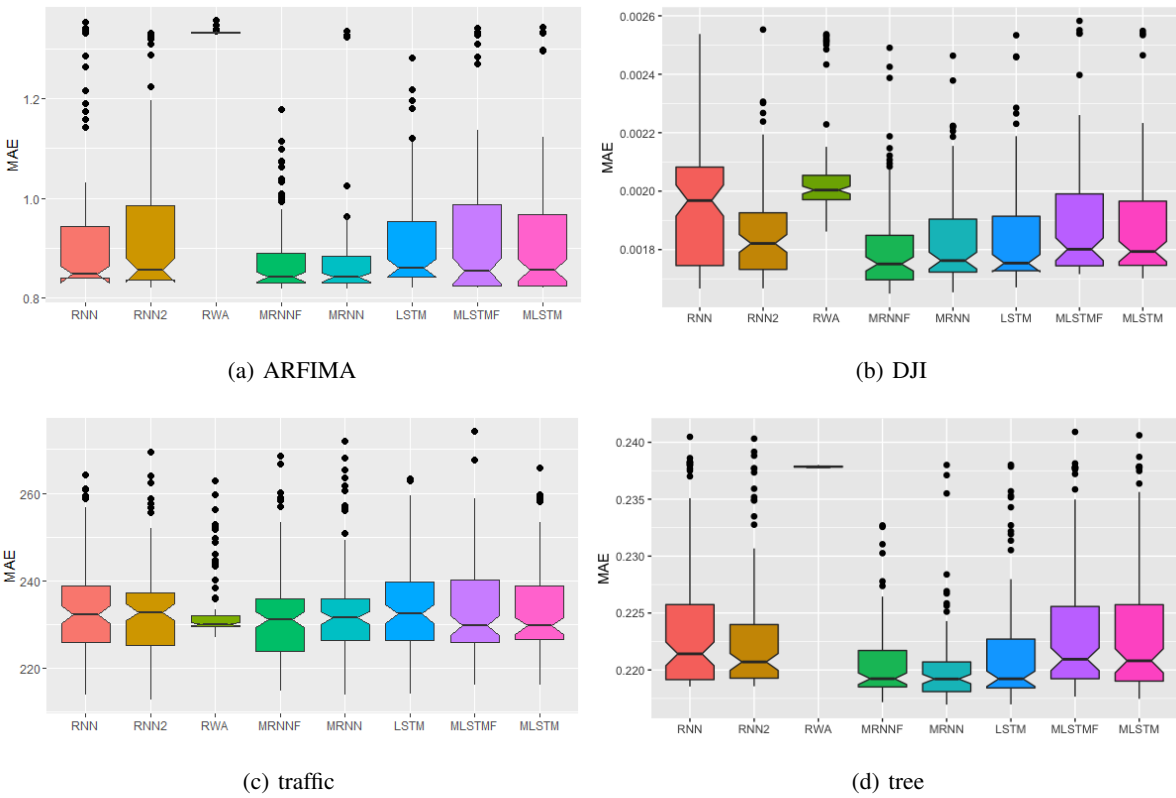 MAE
1.2
1.0
0.8
RNN RNN2 RWA MRNNF MRNN LSTM MLSTMF MLSTM
(a) ARFIMA
MAE
0.0026
0.0024
0.0022
0.0020
0.0018
RNN RNN2 RWA MRNNF MRNN LSTM MLSTMF MLSTM
(b) DJI
MAE
260
240
220
RNN RNN2 RWA MRNNF MRNN LSTM MLSTMF MLSTM
(c) traffic
MAE
0.240
0.235
0.230
0.225
0.220
RNN RNN2 RWA MRNNF MRNN LSTM MLSTMF MLSTM
(d) tree